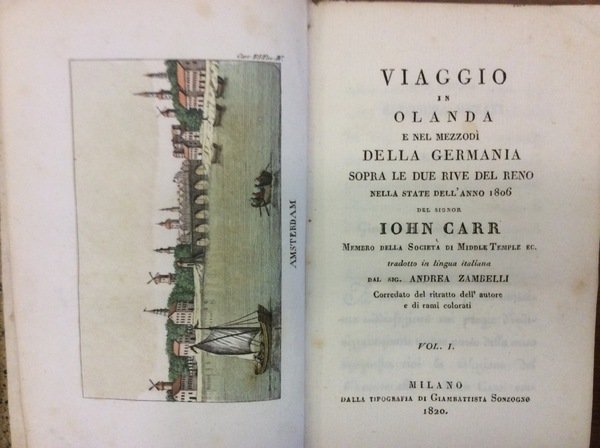 AMSTERDAM
VIAGGIO
IN
OLANDA
E NEL MEZZODÌ
DELLA GERMANIA
SOPRA LE DUE RIVE DEL RENO
NELLA STATE DELL'ANNO 1806
DEL SIGNOR
IOHN CARR
MEMBRO DELLA SOCIETÀ DI MIDDLE TEMPLE EC.
tradotto in lingua italiana
DAL SIG. ANDREA ZAMBELLI
Corredato del ritratto dell' autore
e di rami colorati
VOL. I.
MILANO
DALLA TIPOGRAFIA DI GIAMBATTISTA SONZOGNO
1820.